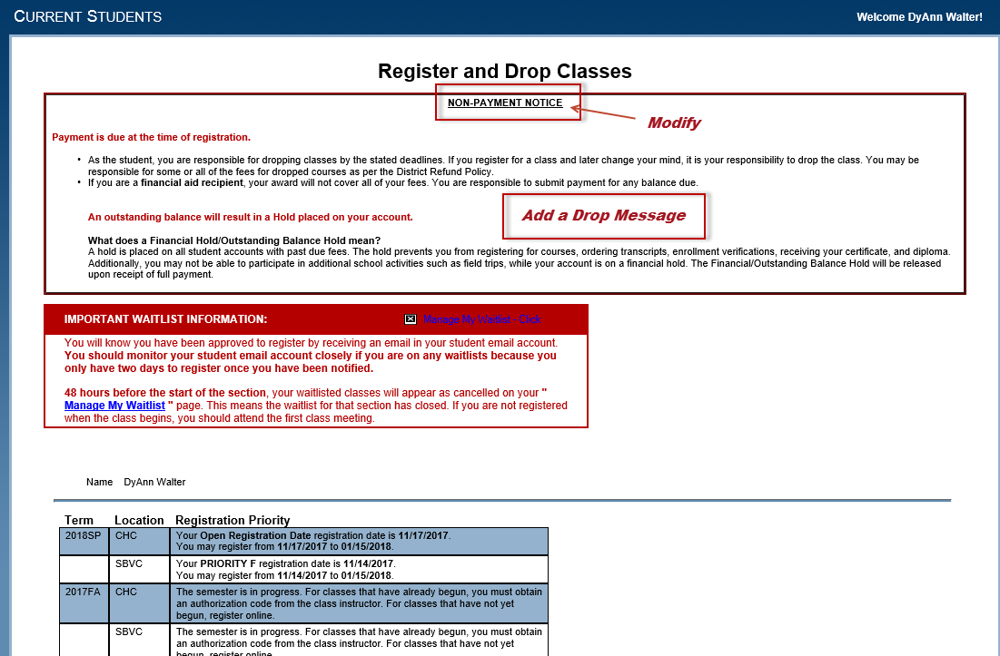 CURRENT STUDENTS
Welcome DyAnn Walter!
Register and Drop Classes
NON-PAYMENT NOTICE
Modify
Payment is due at the time of registration.
• As the student, you are responsible for dropping classes by the stated deadlines. If you register for a class and later change your mind, it is your responsibility to drop the class. You may be
responsible for some or all of the fees for dropped courses as per the District Refund Policy.
• If you are a financial aid recipient, your award will not cover all of your fees. You are responsible to submit payment for any balance due.
Add a Drop Message
An outstanding balance will result in a Hold placed on your account.
What does a Financial Hold/Outstanding Balance Hold mean?
A hold is placed on all student accounts with past due fees. The hold prevents you from registering for courses, ordering transcripts, enrollment verifications, receiving your certificate, and diploma.
Additionally, you may not be able to participate in additional school activities such as field trips, while your account is on a financial hold. The Financial/Outstanding Balance Hold will be released
upon receipt of full payment.
IMPORTANT WAITLIST INFORMATION:
Manage My Waitlist - Click
You will know you have been approved to register by receiving an email in your student email account.
You should monitor your student email account closely if you are on any waitlists because you
only have two days to register once you have been notified.
48 hours before the start of the section, your waitlisted classes will appear as cancelled on your "
Manage My Waitlist " page. This means the waitlist for that section has closed. If you are not registered
when the class begins, you should attend the first class meeting.
Name DyAnn Walter
Term Location Registration Priority
2018SP CHC Your Open Registration Date registration date is 11/17/2017.
You may register from 11/17/2017 to 01/15/2018.
SBVC Your PRIORITY F registration date is 11/14/2017.
You may register from 11/14/2017 to 01/15/2018.
2017FA CHC The semester is in progress. For classes that have already begun, you must obtain
an authorization code from the class instructor. For classes that have not yet
begun, register online.
SBVC The semester is in progress. For classes that have already begun, you must obtain
an authorization code from the class instructor. For classes that have not yet
begun, register online.